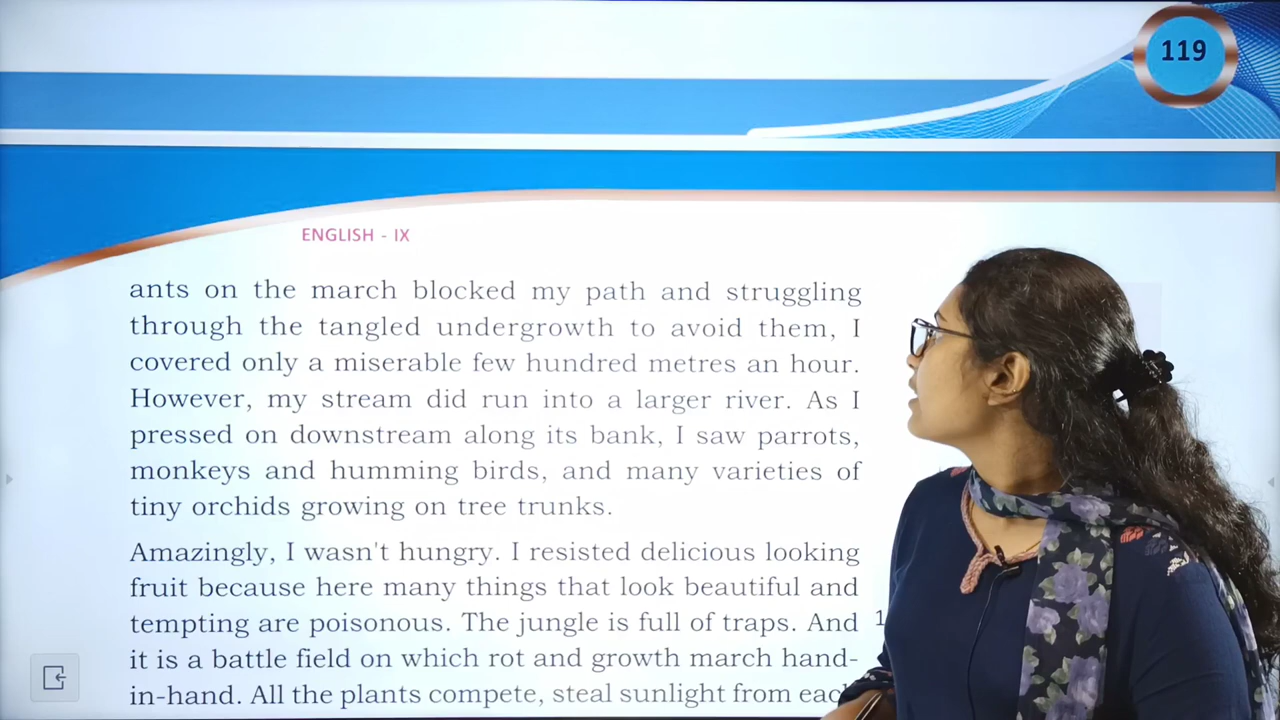 119
ENGLISH - IX
ants on the march blocked my path and struggling
through the tangled undergrowth to avoid them, I
covered only a miserable few hundred metres an hour.
However, my stream did run into a larger river. As I
pressed on downstream along its bank, I saw parrots,
monkeys and humming birds, and many varieties of
tiny orchids growing on tree trunks.
Amazingly, I wasn't hungry. I resisted delicious looking
fruit because here many things that look beautiful and
tempting are poisonous. The jungle is full of traps. And
it is a battle field on which rot and growth march hand-
in-hand. All the plants compete, steal sunlight from